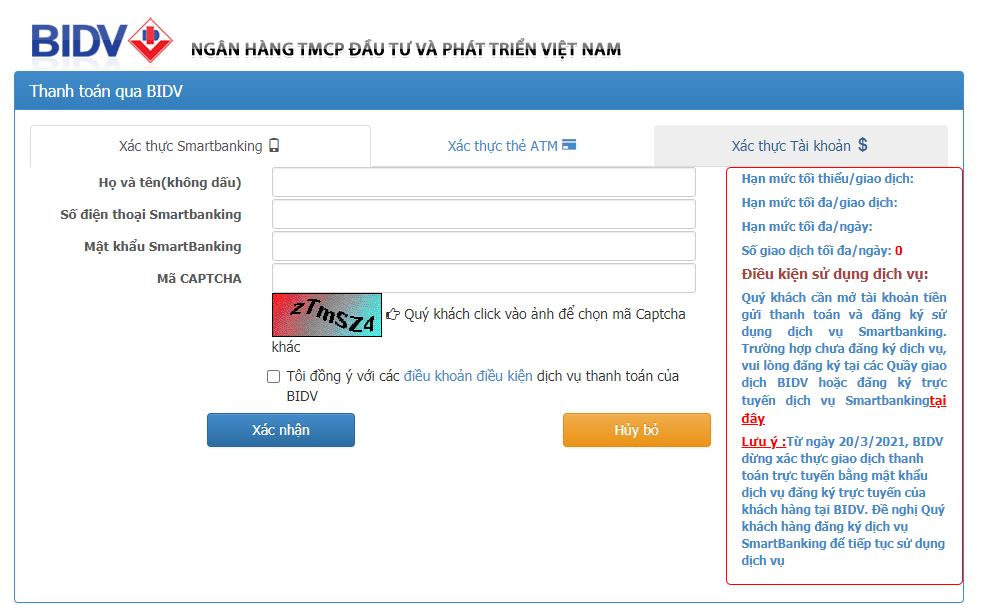 BIDV
NGÂN HÀNG TMCP ĐẦU TƯ VÀ PHÁT TRIỂN VIỆT NAM
Thanh toán qua BIDV
Xác thực Smartbanking
Xác thực thẻ ATM
Xác thực Tài khoản $
Họ và tên(không dấu)
Số điện thoại Smartbanking
Mật khẩu SmartBanking
Mã CAPTCHA
zTmSZ4
Quý khách click vào ảnh để chọn mã Captcha
khác
Tôi đồng ý với các điều khoản điều kiện dịch vụ thanh toán của
BIDV
Xác nhận
Hủy bỏ
Hạn mức tối thiểu/giao dịch:
Hạn mức tối đa/giao dịch:
Hạn mức tối đa/ngày:
Số giao dịch tối đa/ngày: 0
Điều kiện sử dụng dịch vụ:
Quý khách cần mở tài khoản tiền
gửi thanh toán và đăng ký sử
dụng dịch vụ Smartbanking.
Trường hợp chưa đăng ký dịch vụ,
vui lòng đăng ký tại các Quầy giao
dịch BIDV hoặc đăng ký trực
tuyến dịch vụ Smartbankingtại
đây
Lưu ý :Từ ngày 20/3/2021, BIDV
dừng xác thực giao dịch thanh
toán trực tuyến bằng mật khẩu
dịch vụ đăng ký trực tuyến của
khách hàng tại BIDV. Đề nghị Quý
khách hàng đăng ký dịch vụ
SmartBanking để tiếp tục sử dụng
dịch vụ